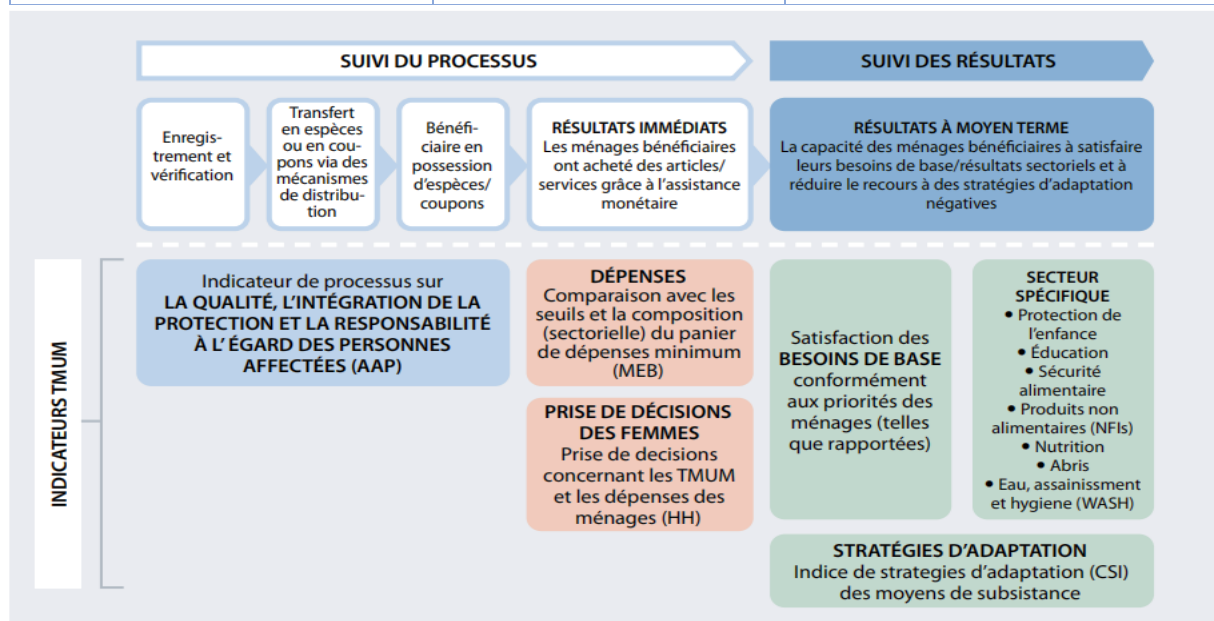 SUIVI DU PROCESSUS
SUIVI DES RÉSULTATS
Enregis-
trement et
vérification
Transfert
en espèces
ou en cou-
pons via des
mécanismes
de distribu-
tion
Bénéfi-
ciaire en
possession
d'espèces/
coupons
RÉSULTATS IMMÉDIATS
Les ménages bénéficiaires
ont acheté des articles/
services grâce à l'assistance
monétaire
RÉSULTATS À MOYEN TERME
La capacité des ménages bénéficiaires à satisfaire
leurs besoins de base/résultats sectoriels et à
réduire le recours à des stratégies d'adaptation
négatives
INDICATEURS TMUM
Indicateur de processus sur
LA QUALITÉ, L'INTÉGRATION DE LA
PROTECTION ET LA RESPONSABILITÉ
À L' ÉGARD DES PERSONNES
AFFECTÉES (AAP)
DÉPENSES
Comparaison avec les
seuils et la composition
(sectorielle) du panier
de dépenses minimum
(MEB)
PRISE DE DÉCISIONS
DES FEMMES
Prise de decisions
concernant les TMUM
et les dépenses des
ménages (HH)
Satisfaction des
BESOINS DE BASE
conformément
aux priorités des
ménages (telles
que rapportées)
SECTEUR
SPÉCIFIQUE
• Protection de
l'enfance
• Éducation
• Sécurité
alimentaire
• Produits non
alimentaires (NFIs)
• Nutrition
• Abris
• Eau, assainissment
et hygiene (WASH)
STRATÉGIES D'ADAPTATION
Indice de strategies d'adaptation (CSI)
des moyens de subsistance